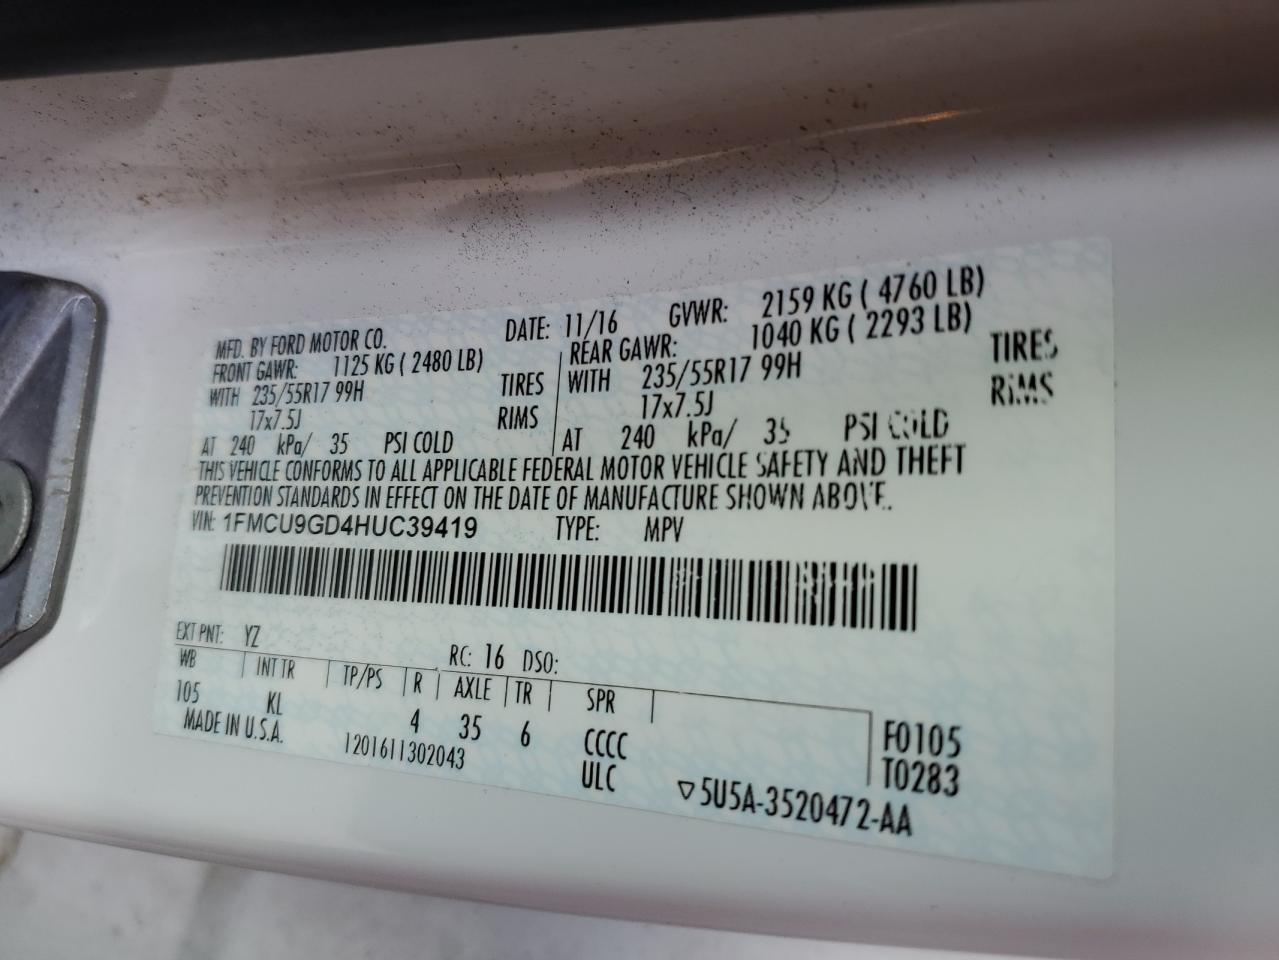 MFD. BY FORD MOTOR CO. DATE: 11/16 GVWR: 2159 KG ( 4760 LB)
FRONT GAWR: 1125 KG ( 2480 LB) REAR GAWR: 1040 KG ( 2293 LB)
WITH 235/55R17 99H TIRES WITH 235/55R17 99H TIRES
17x7.5J RIMS 17x7.5J RIMS
AT 240 kPa/ 35 PSI COLD AT 240 kPa/ 35 PSI COLD
THIS VEHICLE CONFORMS TO ALL APPLICABLE FEDERAL MOTOR VEHICLE SAFETY AND THEFT
PREVENTION STANDARDS IN EFFECT ON THE DATE OF MANUFACTURE SHOWN ABOVE.
VIN: 1FMCU9GD4HUC39419 TYPE: MPV
EXT PNT: YZ RC: 16 DSO:
WB INT TR TP/PS R AXLE TR SPR
105 KL 4 35 6 CCCC F0105
MADE IN U.S.A. 1201611302043 ULC T0283
▽5U5A-3520472-AA